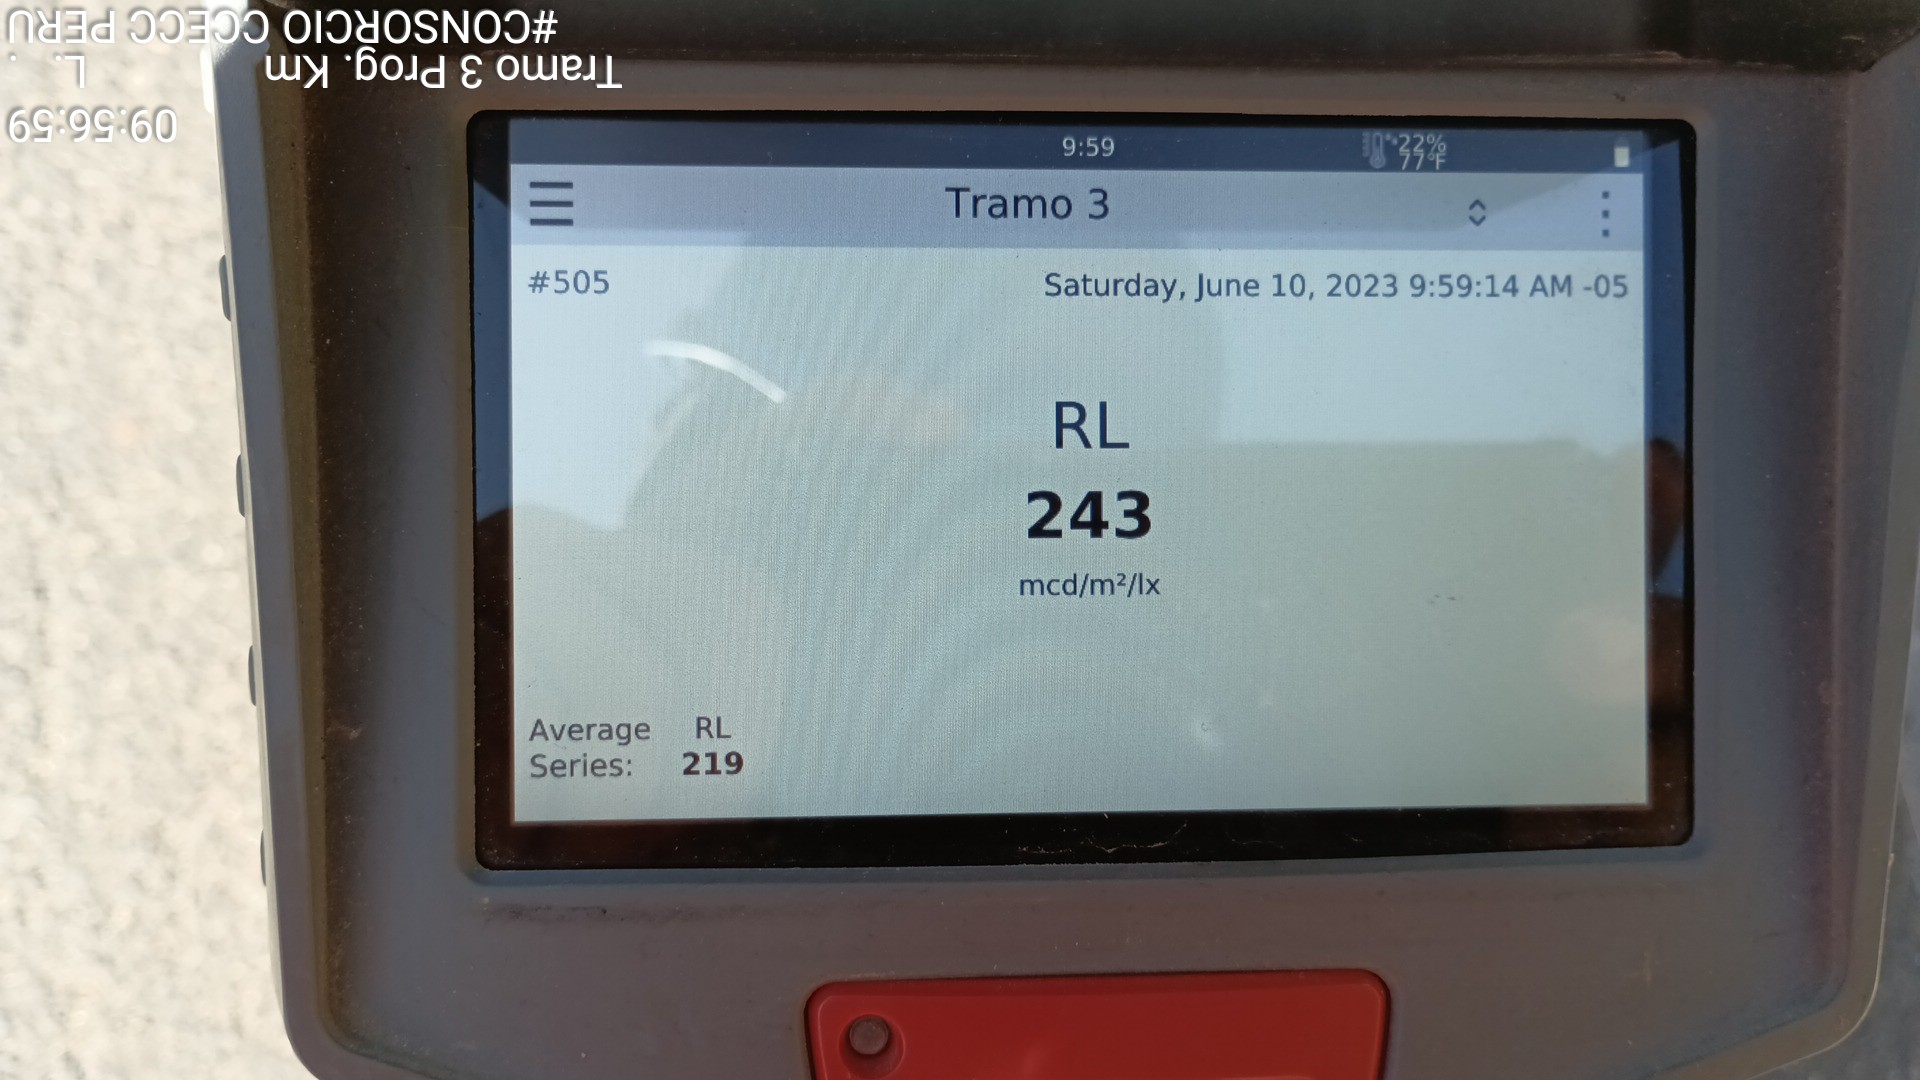 9:59
22%
77°F
Tramo 3
#505 Saturday, June 10, 2023 9:59:14 AM -05
RL
243
mcd/m²/lx
Average RL
Series: 219
09:56:59
Tramo 3 Prog. Km L. .
#CONSORCIO CCECC PERU